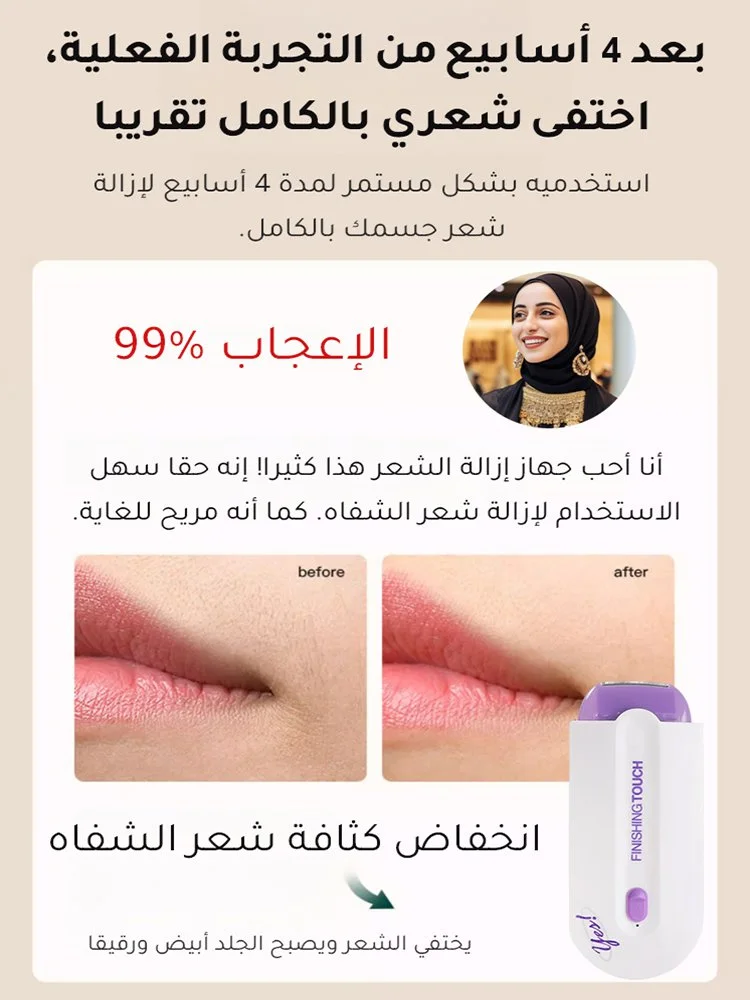 بعد 4 أسابيع من التجربة الفعلية،
اختفى شعري بالكامل تقريبا
استخدميه بشكل مستمر لمدة 4 أسابيع لإزالة
شعر جسمك بالكامل.
الإعجاب 99%
أنا أحب جهاز إزالة الشعر هذا كثيرا! إنه حقا سهل
الاستخدام لإزالة شعر الشفاه. كما أنه مريح للغاية.
before
after
FINISHING TOUCH
Yes!
انخفاض كثافة شعر الشفاه
يختفي الشعر ويصبح الجلد أبيض ورقيقا